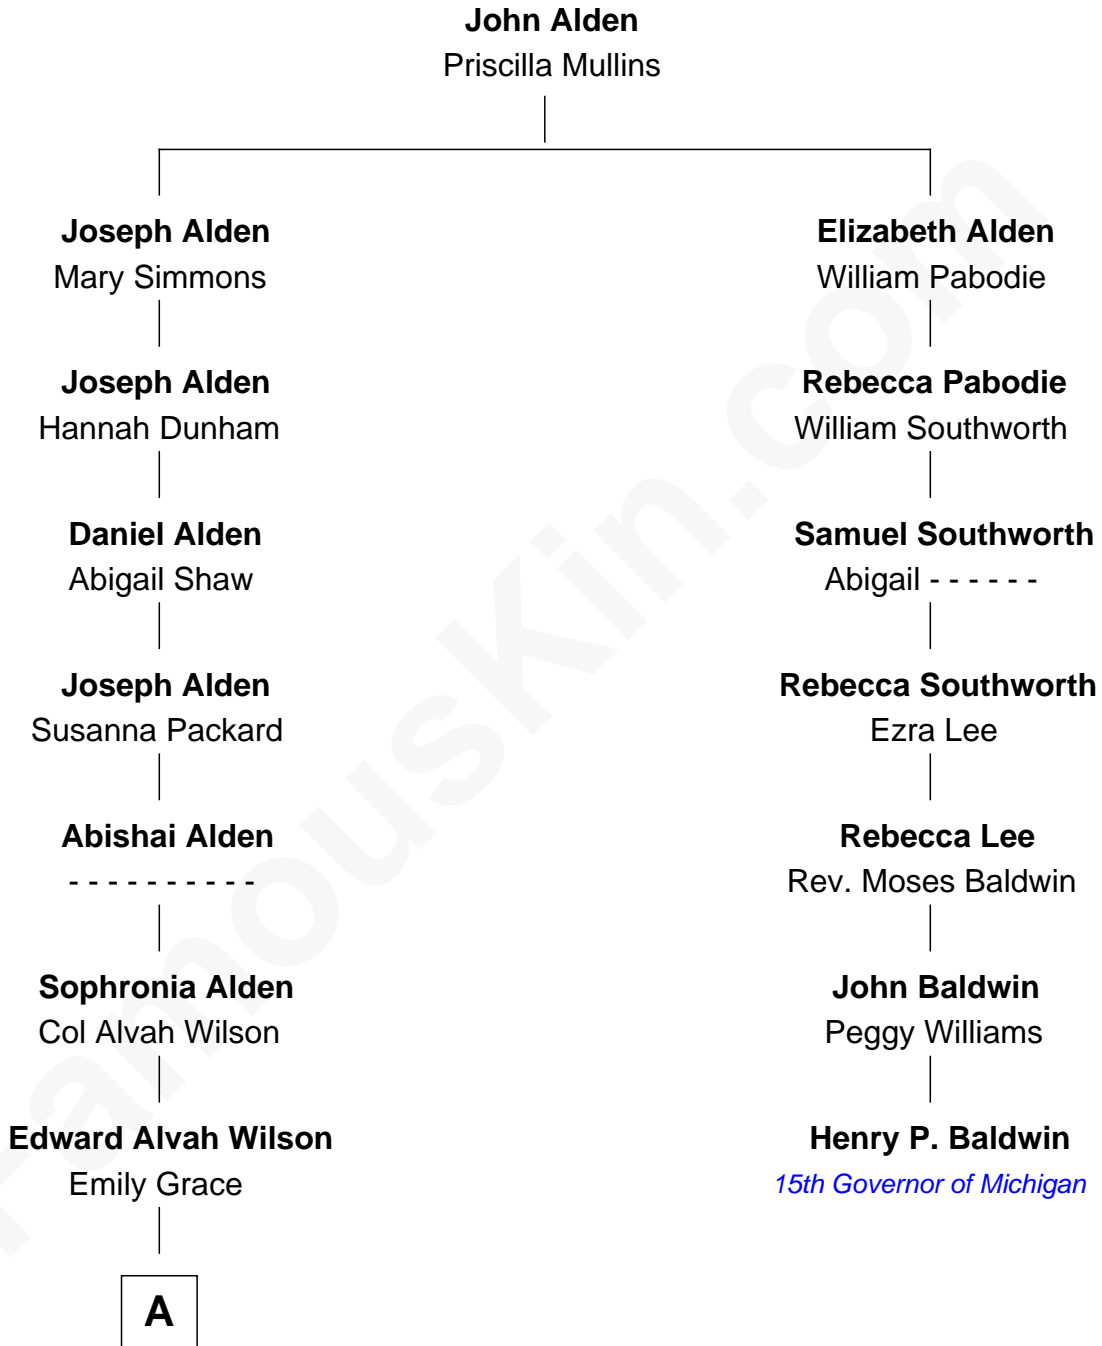 John Alden
Priscilla Mullins
Joseph Alden
Mary Simmons
Elizabeth Alden
William Pabodie
Joseph Alden
Hannah Dunham
Rebecca Pabodie
William Southworth
Daniel Alden
Abigail Shaw
Samuel Southworth
Abigail - - - - - -
Joseph Alden
Susanna Packard
Rebecca Southworth
Ezra Lee
Abishai Alden
- - - - - - - - - -
Rebecca Lee
Rev. Moses Baldwin
Sophronia Alden
Col Alvah Wilson
John Baldwin
Peggy Williams
Edward Alvah Wilson
Emily Grace
Henry P. Baldwin
15th Governor of Michigan
A
FamousKin.com